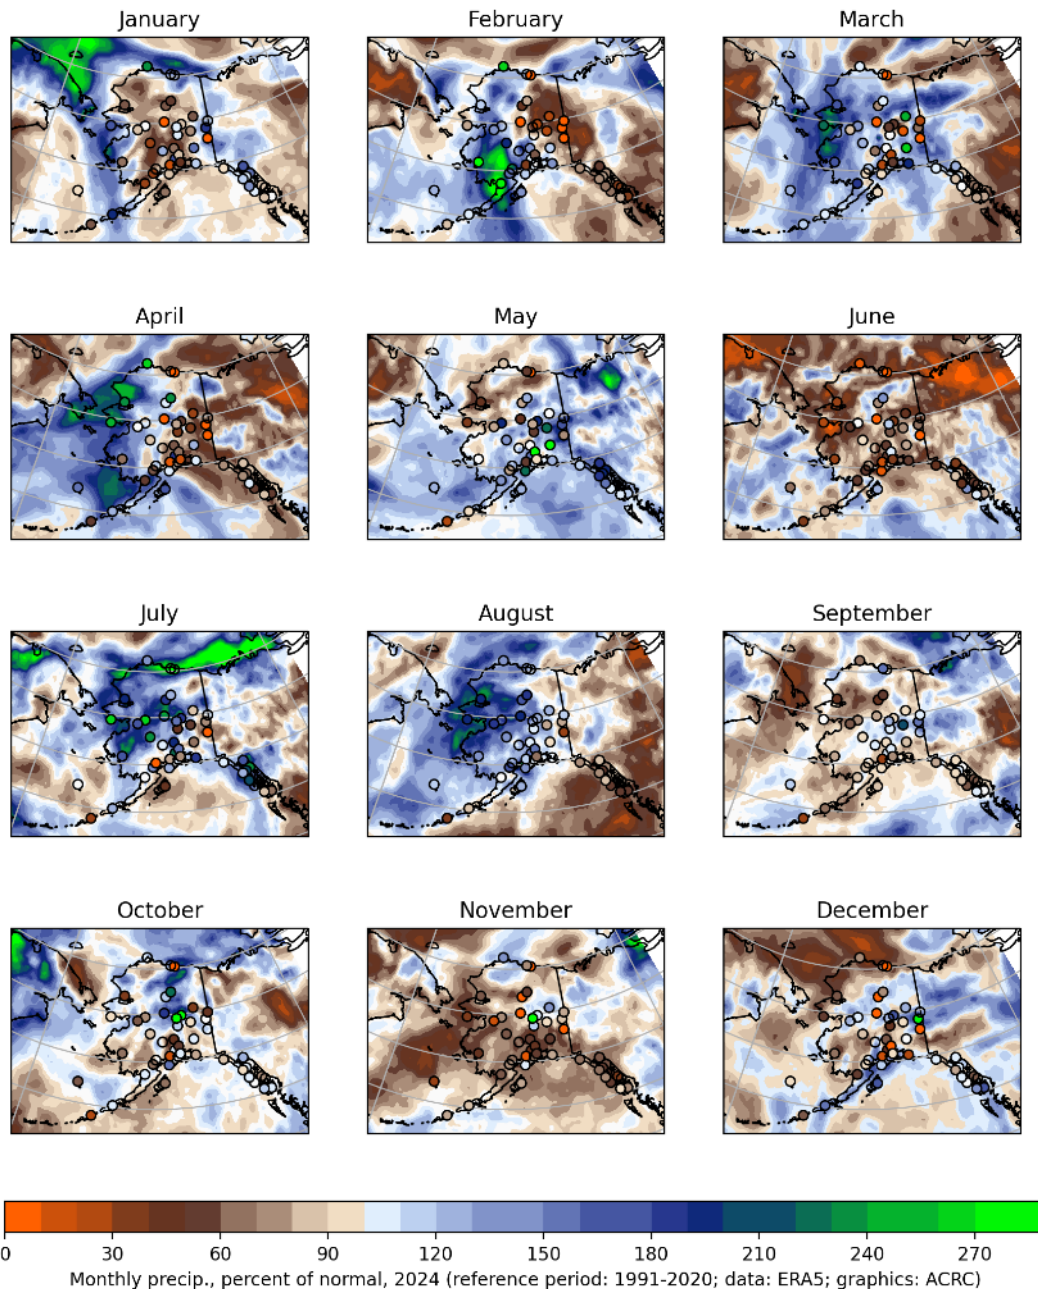 January February March
April May June
July August September
October November December
0 30 60 90 120 150 180 210 240 270
Monthly precip., percent of normal, 2024 (reference period: 1991-2020; data: ERA5; graphics: ACRC)